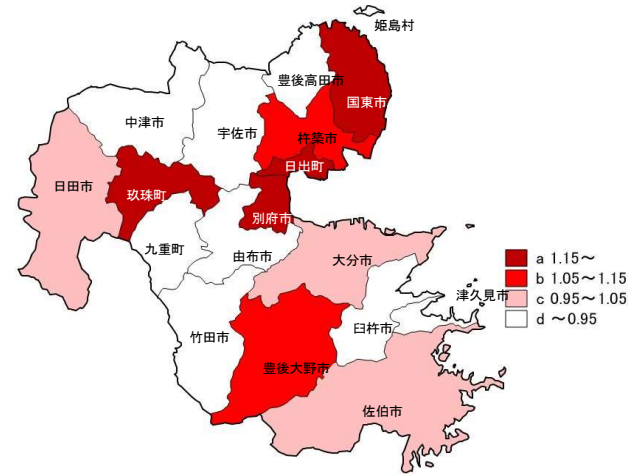 姫島村
豊後高田市
国東市
中津市
宇佐市
杵築市
日出町
日田市
玖珠町
別府市
九重町
由布市
大分市
津久見市
竹田市
臼杵市
豊後大野市
佐伯市
a 1.15～
b 1.05～1.15
c 0.95～1.05
d ～0.95